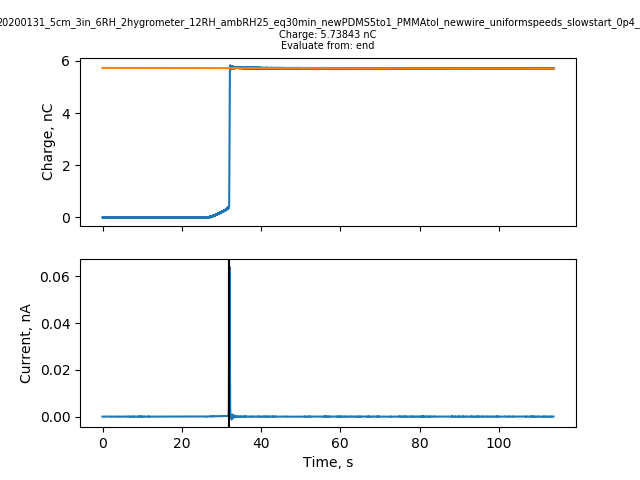 20200131_5cm_3in_6RH_2hygrometer_12RH_ambRH25_eq30min_newPDMS5to1_PMMAtol_newwire_uniformspeeds_slowstart_0p4_
Charge: 5.73843 nC
Evaluate from: end
6
4
2
0
Charge, nC
0.06
0.04
0.02
0.00
Current, nA
0 20 40 60 80 100
Time, s